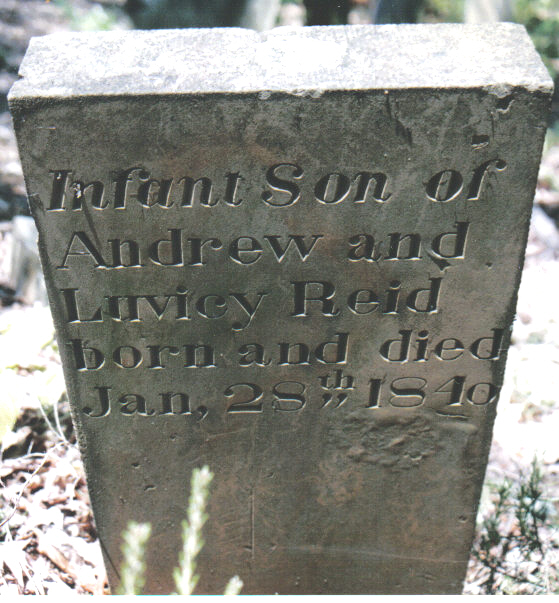 Infant Son of
Andrew and
Luvicy Reid
born and died
Jan, 28th 1840